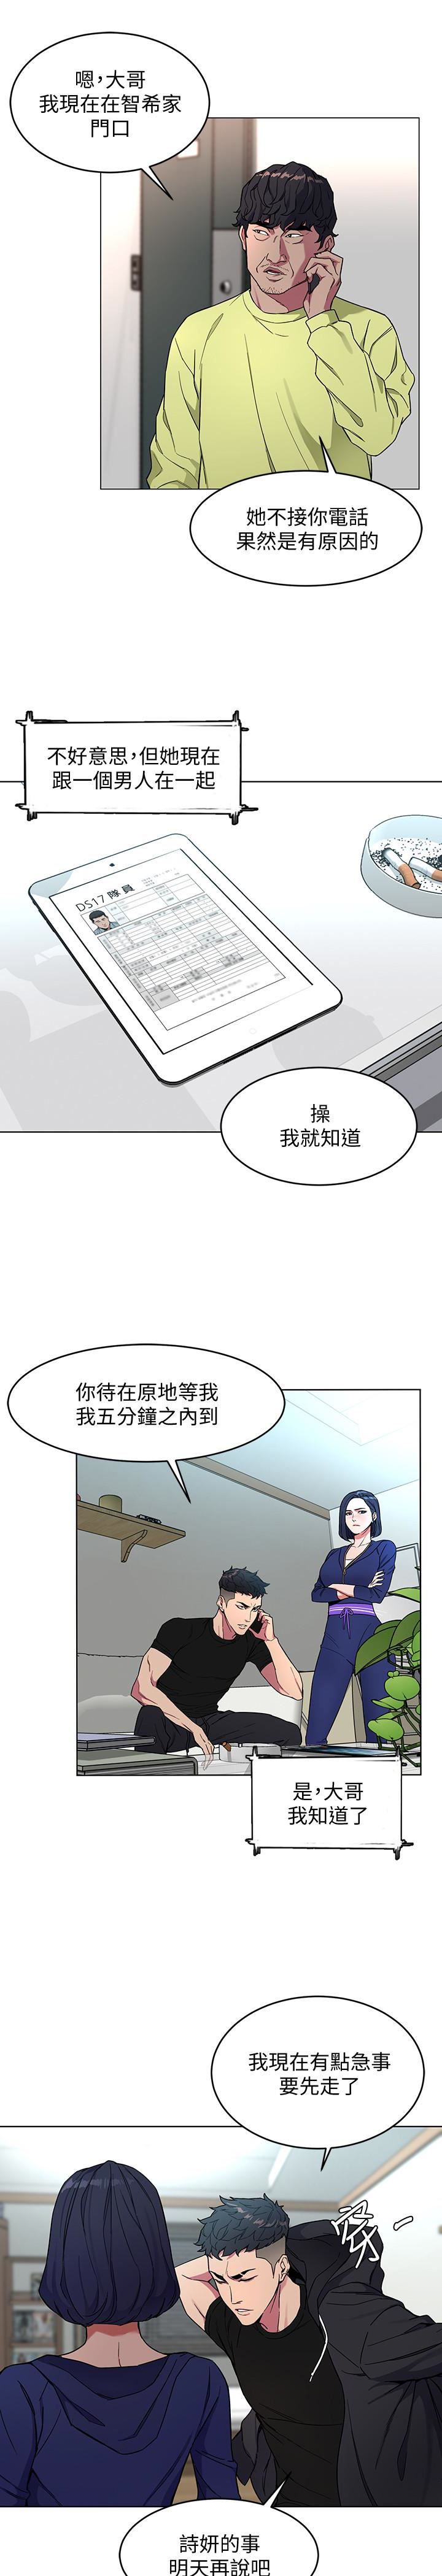 嗯，大哥
我現在在智希家
門口
她不接你電話
果然是有原因的
不好意思，但她現在
跟一個男人在一起
DS17 隊員
操
我就知道
你待在原地等我
我五分鐘之內到
是，大哥
我知道了
我現在有點急事
要先走了
詩妍的事
明天再說吧